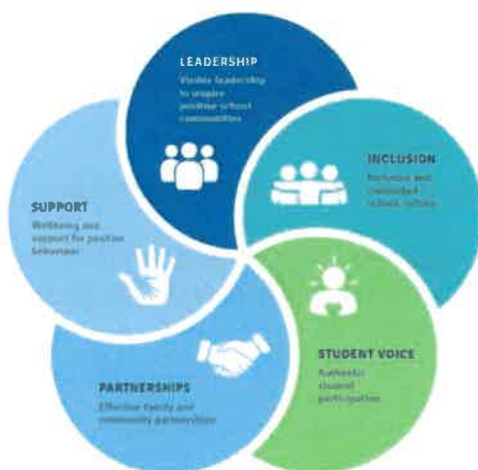 LEADERSHIP
Visible leadership
to inspire
positive school
communities
INCLUSION
Inclusive and
connected
school culture
STUDENT VOICE
Authentic
student
participation
PARTNERSHIPS
Effective family and
community partnerships
SUPPORT
Wellbeing and
support for positive
behaviour